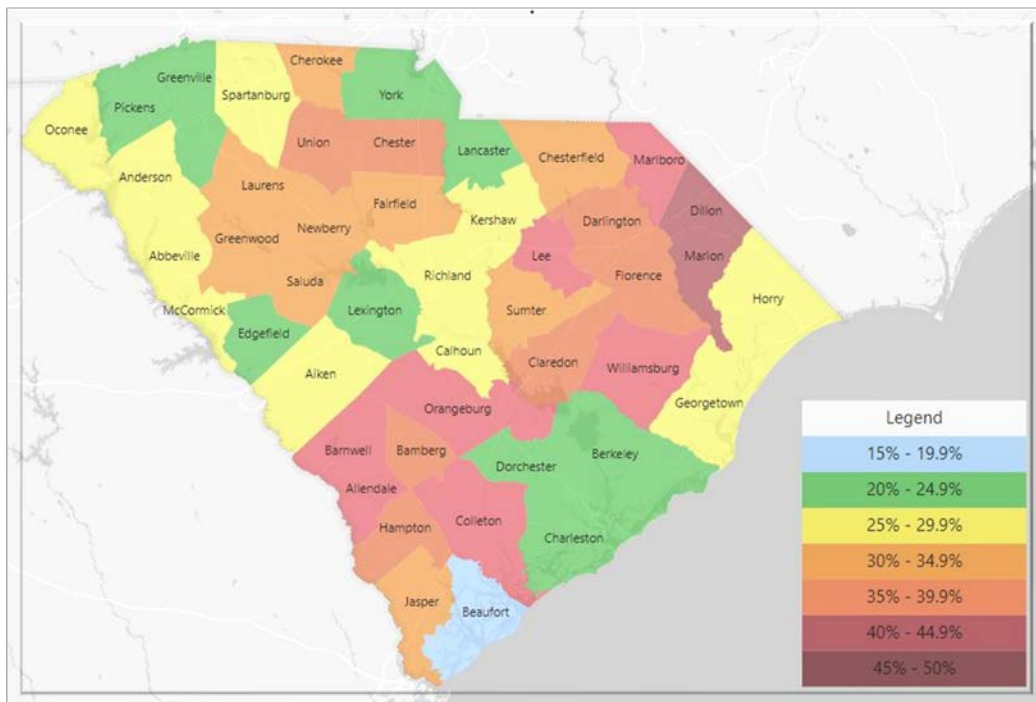 Cherokee
Greenville
Spartanburg
York
Pickens
Oconee
Union
Chester
Lancaster
Chesterfield
Marlboro
Anderson
Laurens
Fairfield
Kershaw
Dillon
Darlington
Newberry
Greenwood
Abbeville
Lee
Marion
Richland
Florence
Saluda
Horry
McCormick
Lexington
Sumter
Edgefield
Calhoun
Claredon
Williamsburg
Aiken
Georgetown
Orangeburg
Barnwell
Bamberg
Berkeley
Dorchester
Allendale
Colleton
Hampton
Charleston
Jasper
Beaufort
Legend
15% - 19.9%
20% - 24.9%
25% - 29.9%
30% - 34.9%
35% - 39.9%
40% - 44.9%
45% - 50%